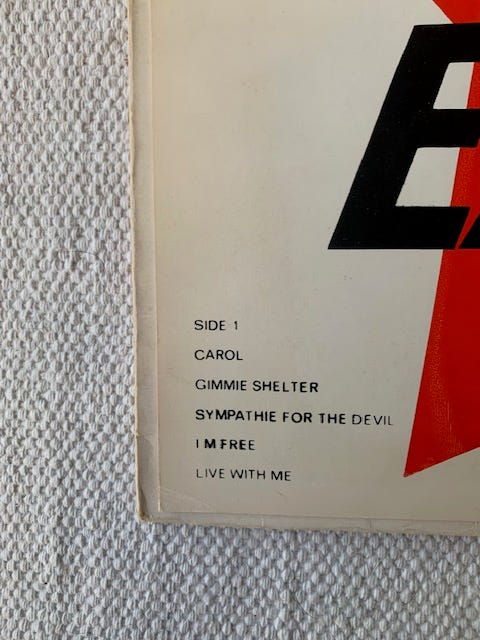 E
SIDE 1
CAROL
GIMMIE SHELTER
SYMPATHIE FOR THE DEVIL
I M FREE
LIVE WITH ME